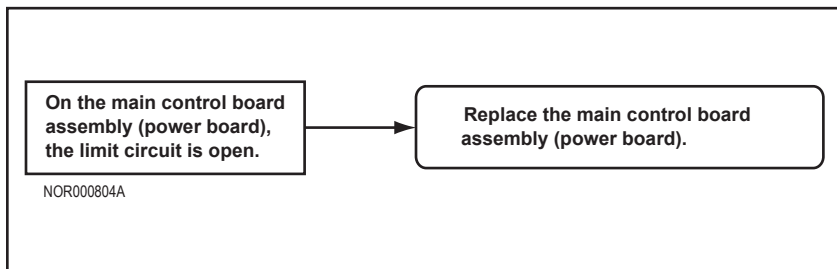 On the main control board
assembly (power board),
the limit circuit is open.
Replace the main control board
assembly (power board).
NOR000804A